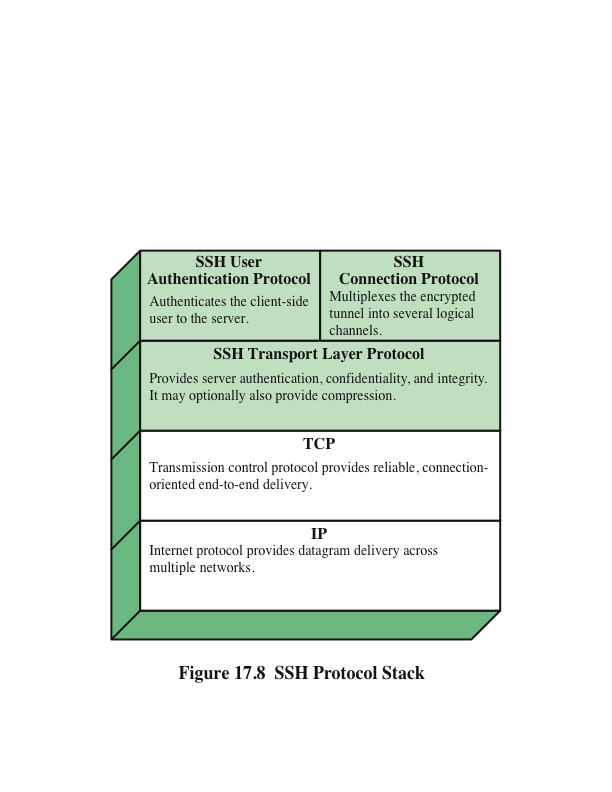 SSH User
Authentication Protocol
Authenticates the client-side
user to the server.
SSH
Connection Protocol
Multiplexes the encrypted
tunnel into several logical
channels.
SSH Transport Layer Protocol
Provides server authentication, confidentiality, and integrity.
It may optionally also provide compression.
TCP
Transmission control protocol provides reliable, connection-
oriented end-to-end delivery.
IP
Internet protocol provides datagram delivery across
multiple networks.
Figure 17.8 SSH Protocol Stack